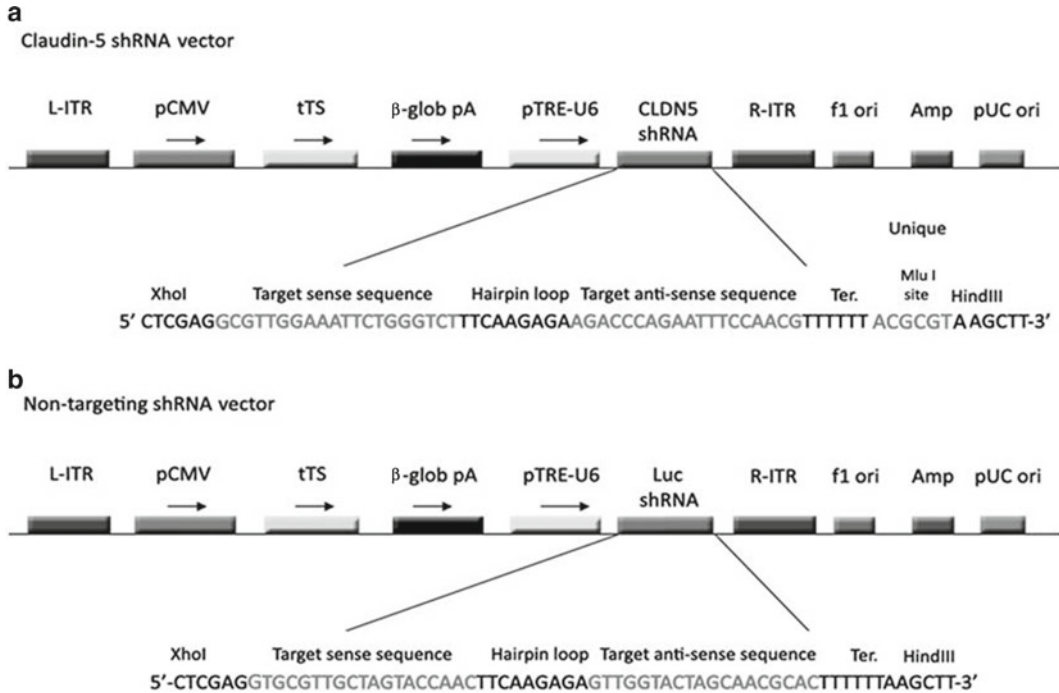 a
Claudin-5 shRNA vector
L-ITR pCMV tTS β-glob pA pTRE-U6 CLDN5 shRNA R-ITR f1 ori Amp pUC ori
Unique
XhoI Target sense sequence Hairpin loop Target anti-sense sequence Ter. Mlu I site HindIII
5’ CTCGAGGCGTTGGAAATTCTGGGTCTTTCAAGAGAAGACCCAGAATTTCCAACGTTTTTT ACGCGTA AGCTT-3’
b
Non-targeting shRNA vector
L-ITR pCMV tTS β-glob pA pTRE-U6 Luc shRNA R-ITR f1 ori Amp pUC ori
XhoI Target sense sequence Hairpin loop Target anti-sense sequence Ter. HindIII
5’-CTCGAGGTGCGTTGCTAGTACCAACTTCAAGAGAGTTGGTACTAGCAACGCACTTTTTTAAGCTT-3’